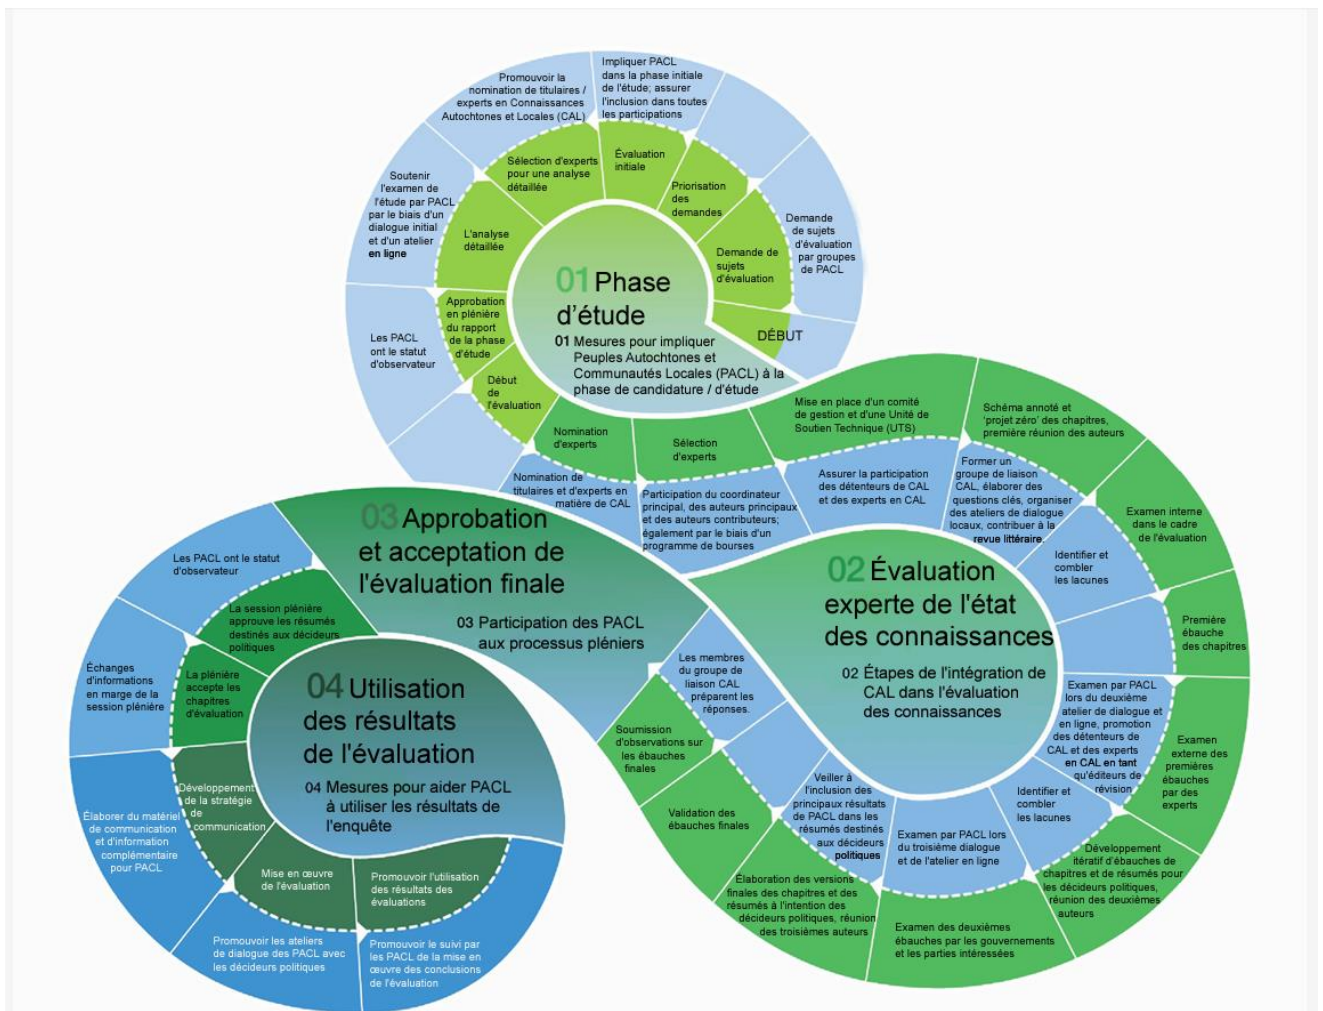 Promouvoir la
nomination de titulaires /
experts en Connaissances
Autochtones et Locales (CAL)
Impliquer PACL
dans la phase initiale
de l'étude; assurer
l'inclusion dans toutes
les participations
Soutenir
l'examen de
l'étude par PACL
par le biais d'un
dialogue initial
et d'un atelier
en ligne
Demande
de sujets
d'évaluation
par groupes
de PACL
Les PACL
ont le statut
d'observateur
Sélection d'experts
pour une analyse
détaillée
Évaluation
initiale
Priorisation
des
demandes
Demande de
sujets
d'évaluation
DÉBUT
L'analyse
détaillée
Approbation
en plénière
du rapport
de la phase
d'étude
Début
de
l'évaluation
01 Phase
d'étude
01 Mesures pour impliquer
Peuples Autochtones et
Communautés Locales (PACL) à la
phase de candidature / d'étude
Nomination
d'experts
Sélection
d'experts
Mise en place d'un comité
de gestion et d'une Unité de
Soutien Technique (UTS)
Schéma annoté et
'projet zéro' des chapitres,
première réunion des auteurs
Examen interne
dans le cadre
de l'évaluation
Première
ébauche
des chapitres
Examen
externe des
premières
ébauches
par des
experts
Développement
itératif d'ébauches de
chapitres et de résumés pour
les décideurs politiques,
réunion des deuxièmes
auteurs
Examen des deuxièmes
ébauches par les gouvernements
et les parties intéressées
Élaboration des versions
finales des chapitres et des
résumés à l'intention des
décideurs politiques, réunion
des troisièmes auteurs
Validation des
ébauches finales
Soumission
d'observations sur
les ébauches
finales
Nomination de
titulaires et d'experts en
matière de CAL
Participation du coordinateur
principal, des auteurs principaux
et des auteurs contributeurs;
également par le biais d'un
programme de bourses
Assurer la participation
des détenteurs de CAL
et des experts en CAL
Former un
groupe de liaison
CAL, élaborer des
questions clés, organiser
des ateliers de dialogue
locaux, contribuer à la
revue littéraire.
Identifier et
combler
les lacunes
Examen par PACL
lors du deuxième
atelier de dialogue et
en ligne, promotion
des détenteurs de
CAL et des experts
en CAL en tant
qu'éditeurs de
révision
Identifier et
combler
les lacunes
Examen par PACL lors
du troisième dialogue
et de l'atelier en ligne
Veiller à
l'inclusion des
principaux résultats
de PACL dans les
résumés destinés
aux décideurs
politiques
Les membres
du groupe de
liaison CAL
préparent les
réponses.
02 Évaluation
experte de l'état
des connaissances
02 Étapes de l'intégration de
CAL dans l'évaluation
des connaissances
03 Approbation
et acceptation de
l'évaluation finale
03 Participation des PACL
aux processus pléniers
Les PACL ont le statut
d'observateur
La session plénière
approuve les résumés
destinés aux décideurs
politiques
Échanges
d'informations
en marge de la
session plénière
La plénière
accepte les
chapitres
d'évaluation
04 Utilisation
des résultats
de l'évaluation
04 Mesures pour aider PACL
à utiliser les résultats de
l'enquête
Développement
de la stratégie
de
communication
Élaborer du matériel
de communication
et d'information
complémentaire
pour PACL
Mise en œuvre
de l'évaluation
Promouvoir l'utilisation
des résultats des
évaluations
Promouvoir les ateliers
de dialogue des PACL avec
les décideurs politiques
Promouvoir le suivi par
les PACL de la mise en
œuvre des conclusions
de l'évaluation